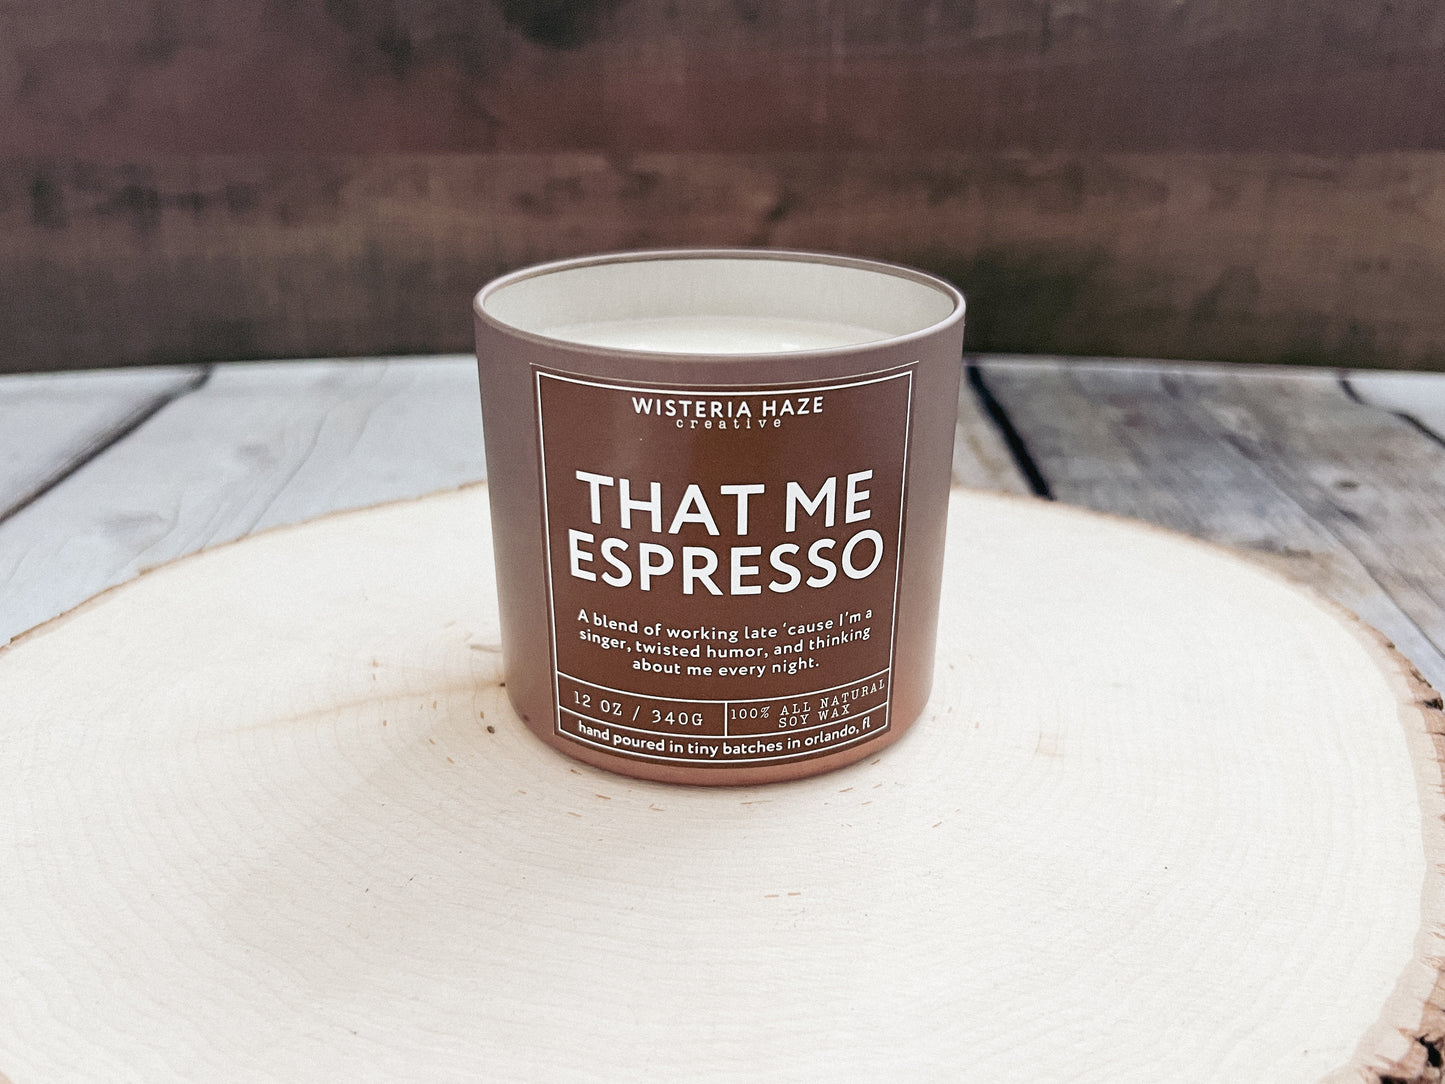 WISTERIA HAZE
creative
THAT ME
ESPRESSO
A blend of working late ‘cause I’m a
singer, twisted humor, and thinking
about me every night.
12 OZ / 340G
100% ALL NATURAL
SOY WAX
hand poured in tiny batches in orlando, fl